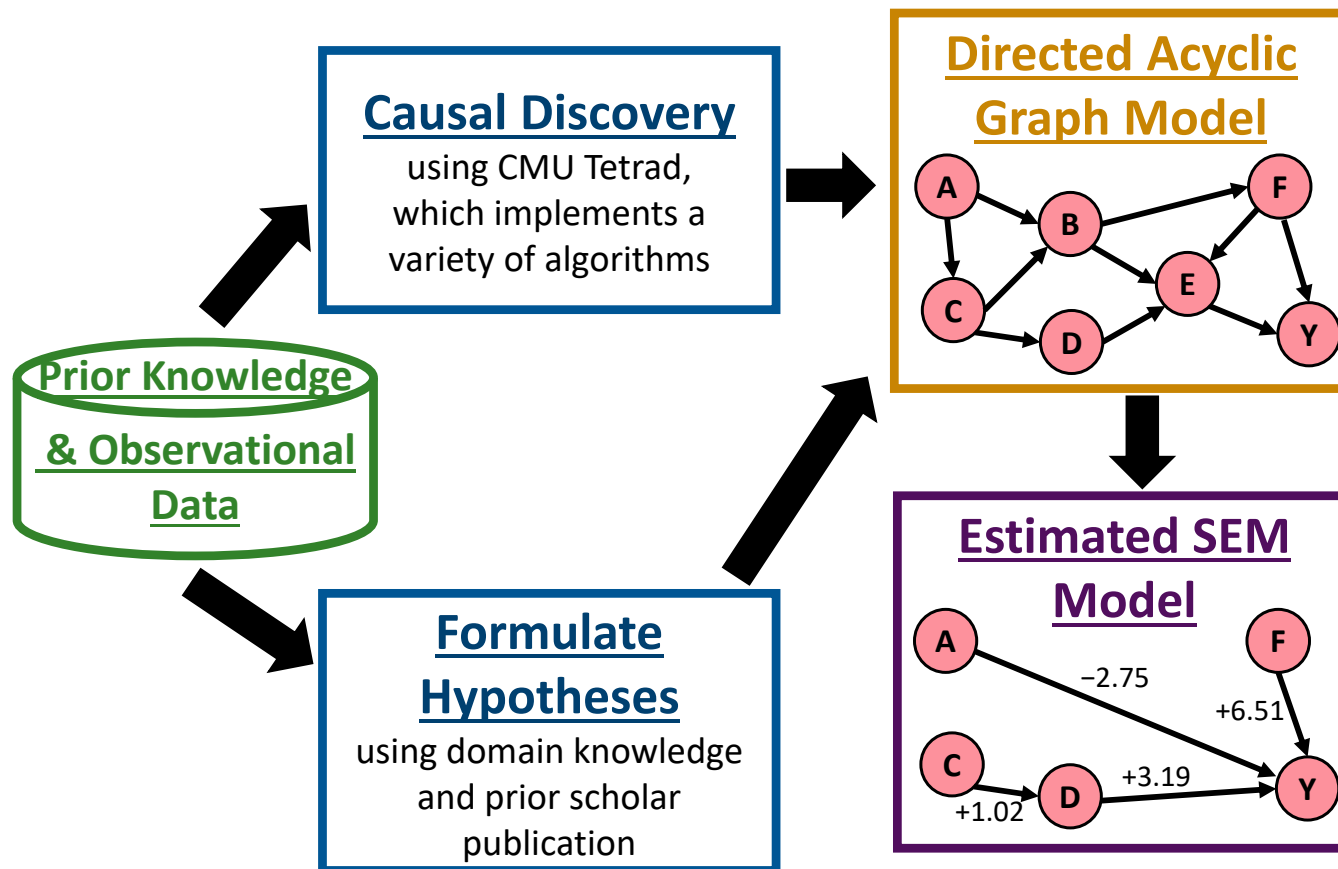 Prior Knowledge
& Observational
Data
Causal Discovery
using CMU Tetrad,
which implements a
variety of algorithms
Formulate
Hypotheses
using domain knowledge
and prior scholar
publication
Directed Acyclic
Graph Model
A
F
B
E
C
D
Y
Estimated SEM
Model
A
F
−2.75
+6.51
C
D
+3.19
Y
+1.02